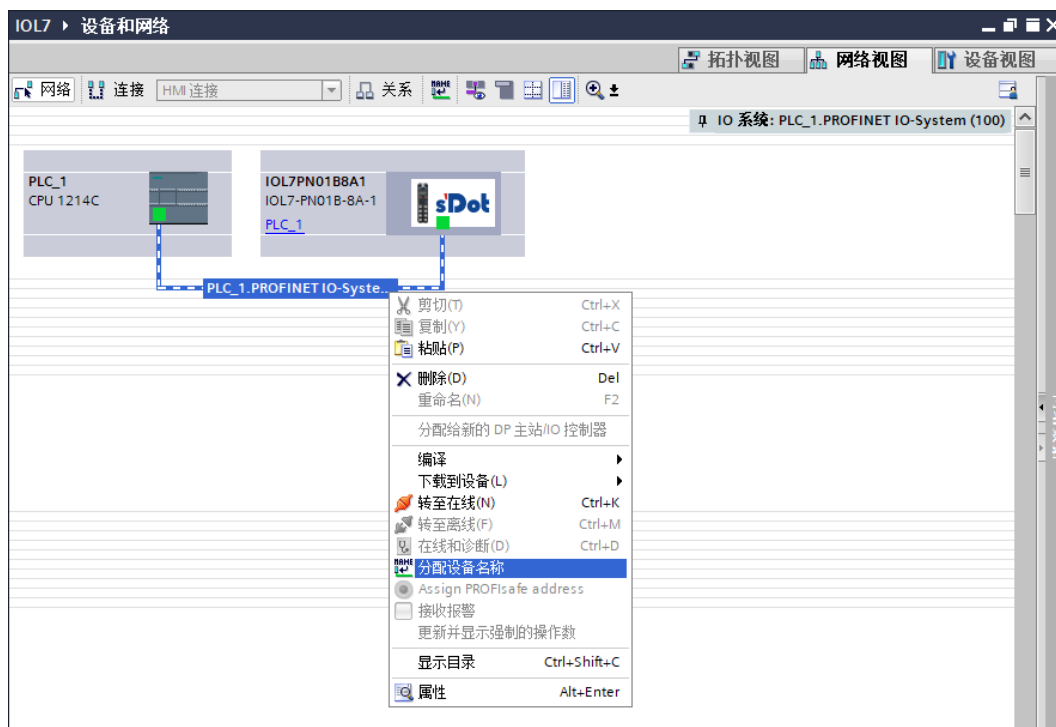 IOL7 ▸ 设备和网络
拓扑视图 网络视图 设备视图
网络 连接 HMI 连接 关系
IO 系统: PLC_1.PROFINET IO-System (100)
PLC_1
CPU 1214C
IOL7PN01B8A1
IOL7-PN01B-8A-1
PLC_1
s'Dot
PLC_1.PROFINET IO-Syste...
剪切(T) Ctrl+X
复制(Y) Ctrl+C
粘贴(P) Ctrl+V
删除(D) Del
重命名(N) F2
分配给新的 DP 主站/IO 控制器
编译
下载到设备(L)
转至在线(N) Ctrl+K
转至离线(F) Ctrl+M
在线和诊断(D) Ctrl+D
分配设备名称
Assign PROFIsafe address
接收报警
更新并显示强制的操作数
显示目录 Ctrl+Shift+C
属性 Alt+Enter